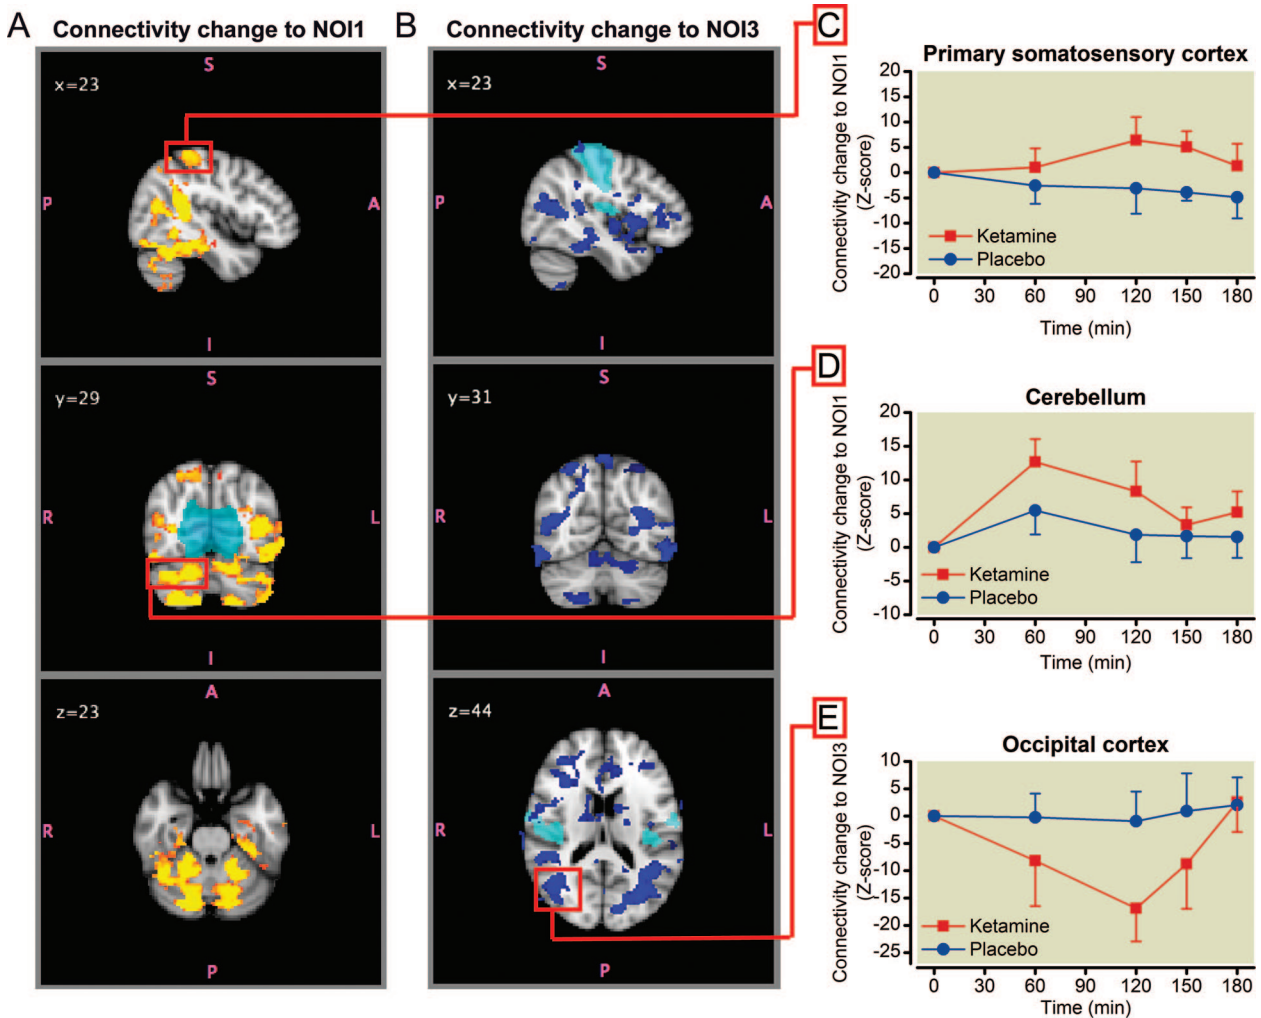 A
Connectivity change to NOI1
x=23
S
P
A
I
y=29
S
R
L
I
z=23
A
R
L
P
B
Connectivity change to NOI3
x=23
S
P
A
I
y=31
S
R
L
I
z=44
A
R
L
P
C
Primary somatosensory cortex
Connectivity change to NOI1
(Z-score)
20
15
10
5
0
-5
-10
-15
-20
Ketamine
Placebo
0 30 60 90 120 150 180
Time (min)
D
Cerebellum
Connectivity change to NOI1
(Z-score)
20
15
10
5
0
-5
-10
Ketamine
Placebo
0 30 60 90 120 150 180
Time (min)
E
Occipital cortex
Connectivity change to NOI3
(Z-score)
10
5
0
-5
-10
-15
-20
-25
Ketamine
Placebo
0 30 60 90 120 150 180
Time (min)